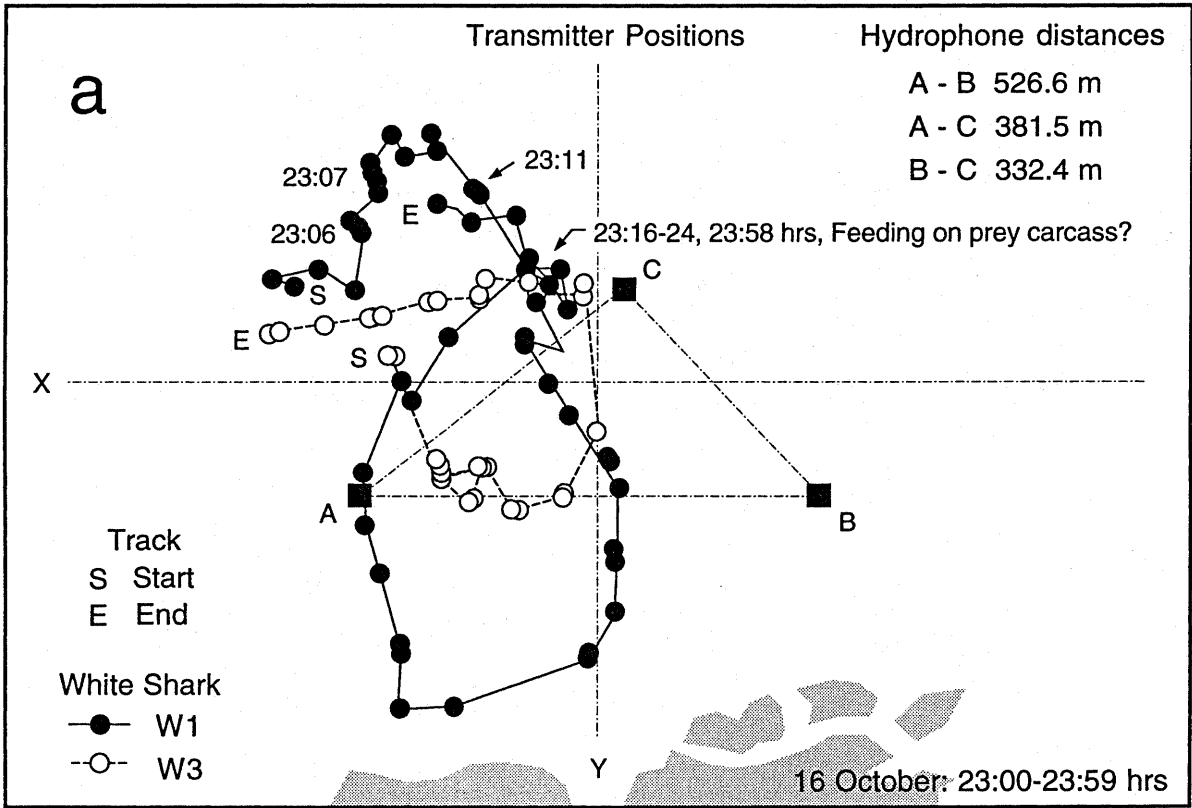 Transmitter Positions
Hydrophone distances
a
A - B 526.6 m
A - C 381.5 m
B - C 332.4 m
23:11
23:07
E
23:06
23:16-24, 23:58 hrs, Feeding on prey carcass?
C
S
E
S
X
A
B
Track
S Start
E End
White Shark
W1
W3
Y
16 October: 23:00-23:59 hrs